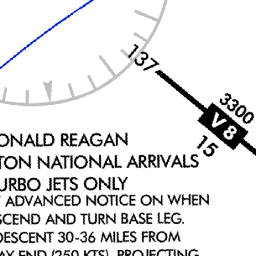 137
3300
V8
15
ONALD REAGAN
TON NATIONAL ARRIVALS
URBO JETS ONLY
ADVANCED NOTICE ON WHEN
SCEND AND TURN BASE LEG.
DESCENT 30-36 MILES FROM
AY END (250 KTS). PROJECTING